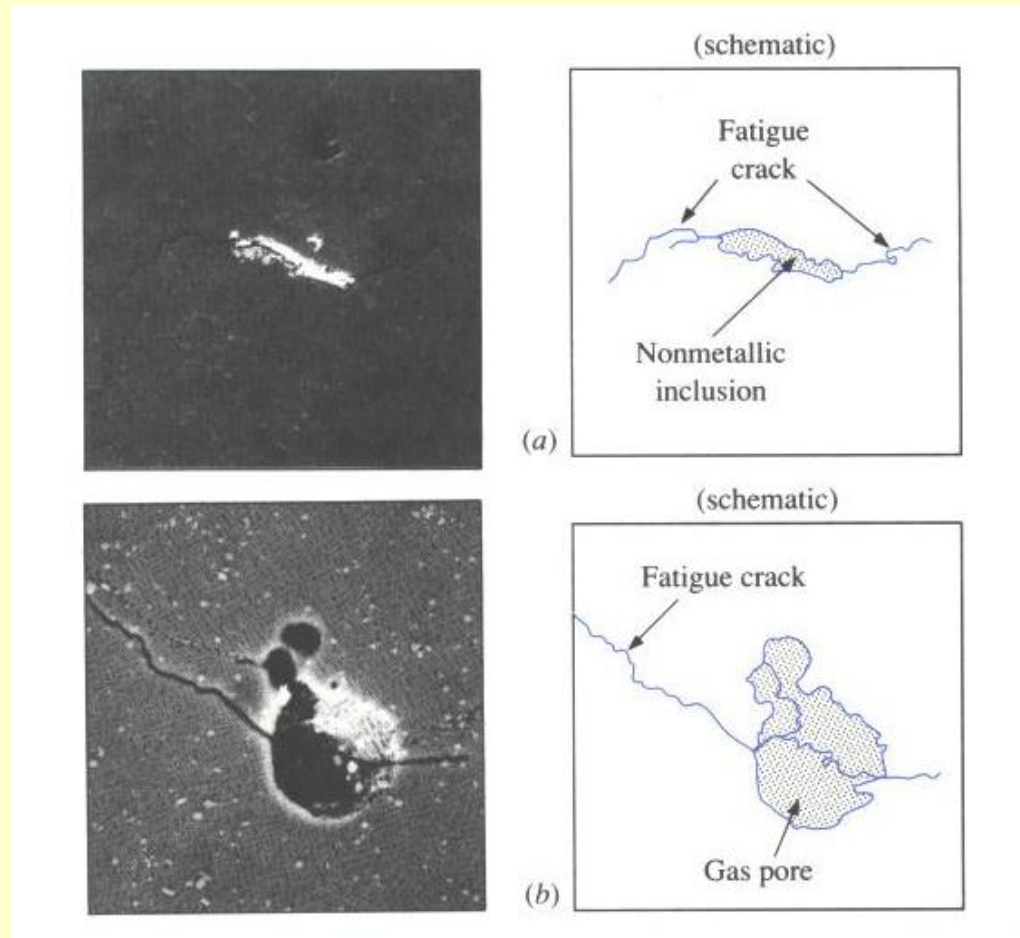 (schematic)
Fatigue
crack
Nonmetallic
inclusion
(a)
(schematic)
Fatigue crack
Gas pore
(b)